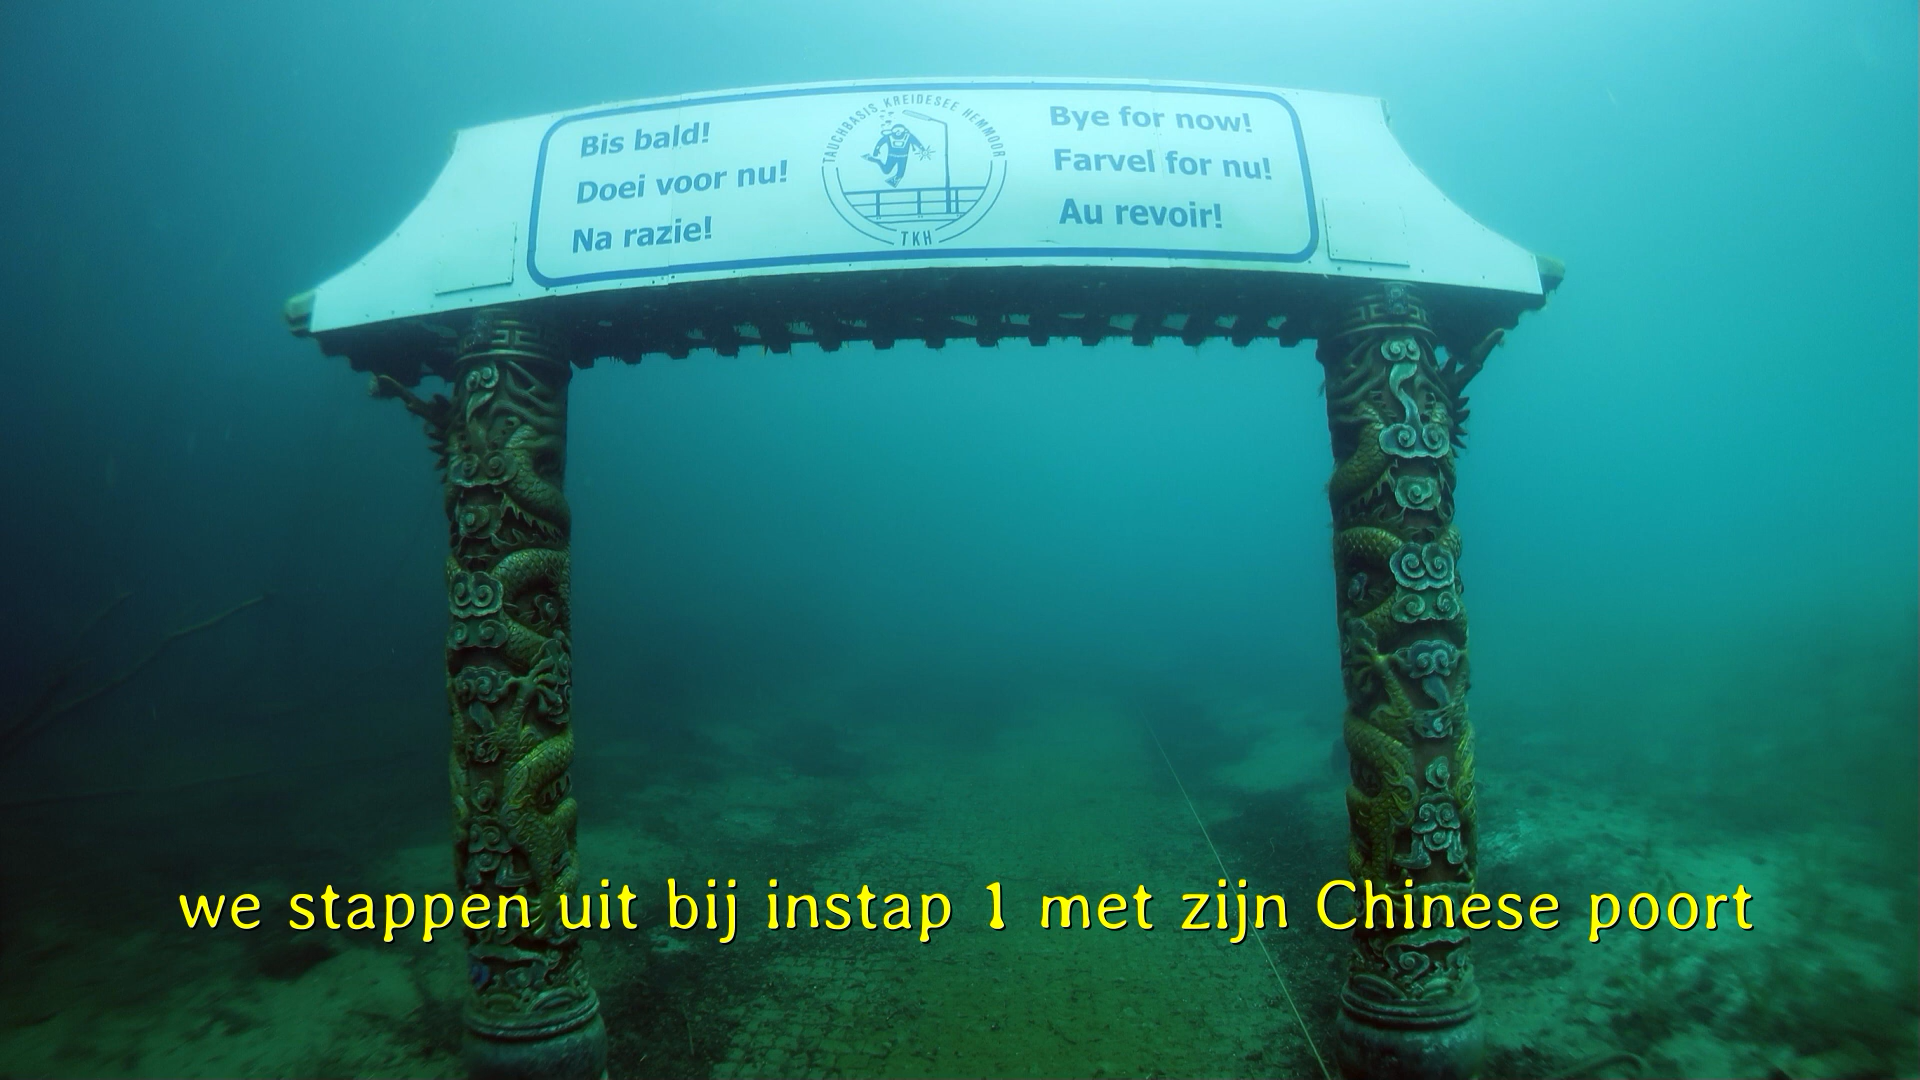 Bis bald!
Doei voor nu!
Na razie!
TAUCHBASIS KREIDESEE HEMMOOR
TKH
Bye for now!
Farvel for nu!
Au revoir!
we stappen uit bij instap 1 met zijn Chinese poort